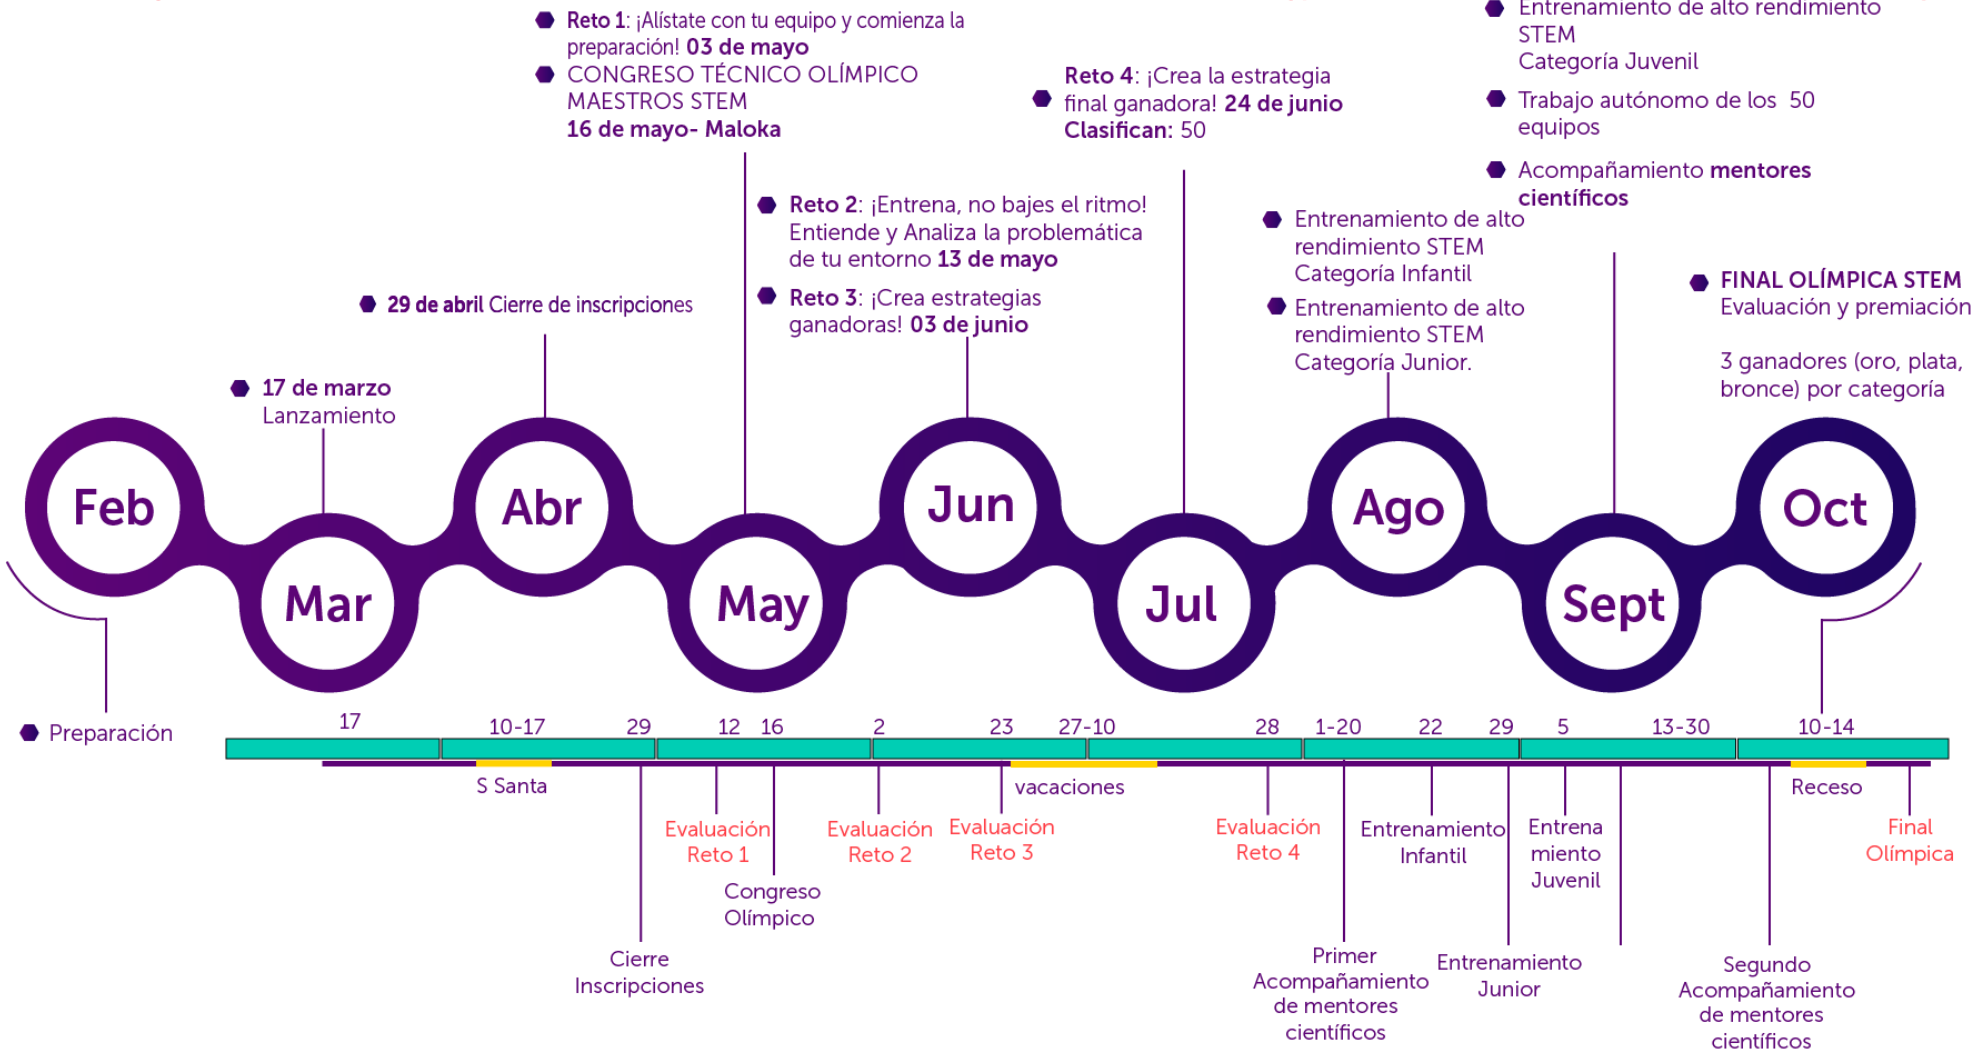 Reto 1: ¡Alístate con tu equipo y comienza la
preparación! 03 de mayo
CONGRESO TÉCNICO OLÍMPICO
MAESTROS STEM
16 de mayo- Maloka
Reto 4: ¡Crea la estrategia
final ganadora! 24 de junio
Clasifican: 50
Entrenamiento de alto rendimiento
STEM
Categoría Juvenil
Trabajo autónomo de los 50
equipos
Acompañamiento mentores
científicos
Reto 2: ¡Entrena, no bajes el ritmo!
Entiende y Analiza la problemática
de tu entorno 13 de mayo
Reto 3: ¡Crea estrategias
ganadoras! 03 de junio
Entrenamiento de alto
rendimiento STEM
Categoría Infantil
Entrenamiento de alto
rendimiento STEM
Categoría Junior.
FINAL OLÍMPICA STEM
Evaluación y premiación
3 ganadores (oro, plata,
bronce) por categoría
29 de abril Cierre de inscripciones
17 de marzo
Lanzamiento
Feb
Mar
Abr
May
Jun
Jul
Ago
Sept
Oct
Preparación
17
10-17
29
12
16
2
23
27-10
28
1-20
22
29
5
13-30
10-14
S Santa
vacaciones
Receso
Evaluación
Reto 1
Evaluación
Reto 2
Evaluación
Reto 3
Evaluación
Reto 4
Entrenamiento
Infantil
Entrena
miento
Juvenil
Final
Olímpica
Congreso
Olímpico
Cierre
Inscripciones
Primer
Acompañamiento
de mentores
científicos
Entrenamiento
Junior
Segundo
Acompañamiento
de mentores
científicos